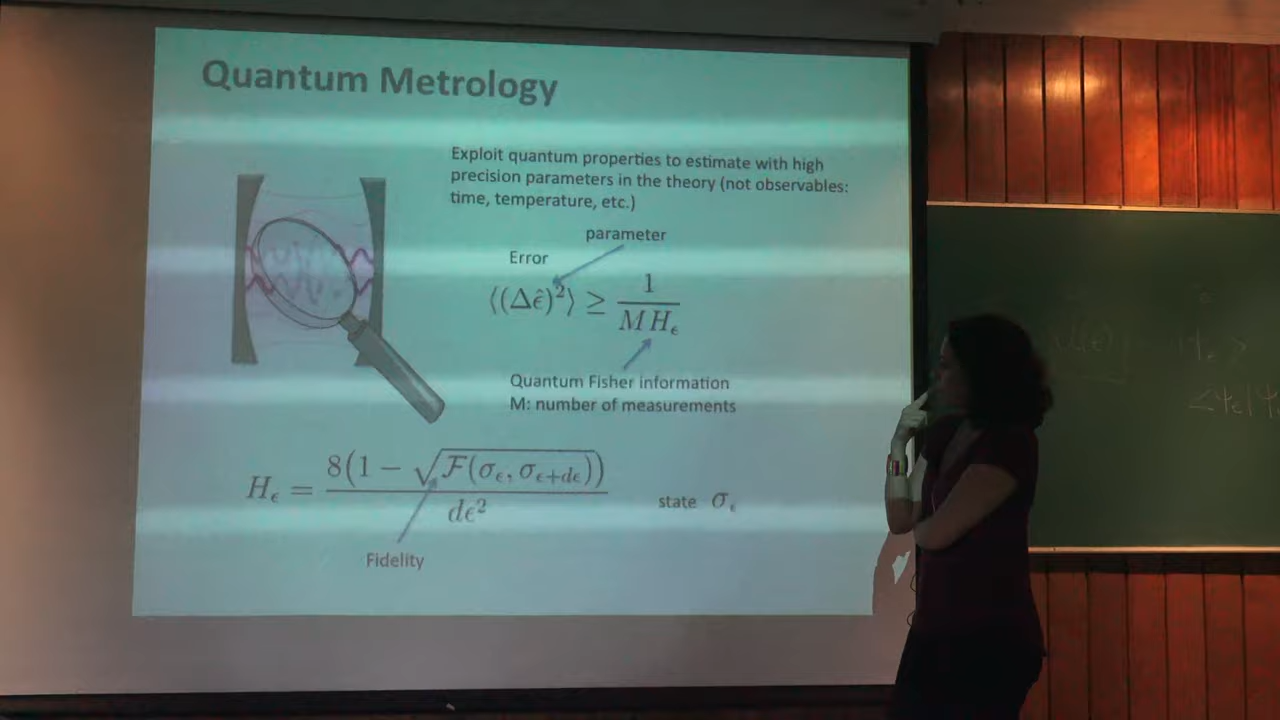 Quantum Metrology
Exploit quantum properties to estimate with high
precision parameters in the theory (not observables:
time, temperature, etc.)
parameter
Error
⟨(Δε̂)²⟩ ≥ 1/(M H_ε)
Quantum Fisher information
M: number of measurements
H_ε = 8(1 − √F(σ_ε, σ_{ε+dε}))/dε²
state σ_ε
Fidelity